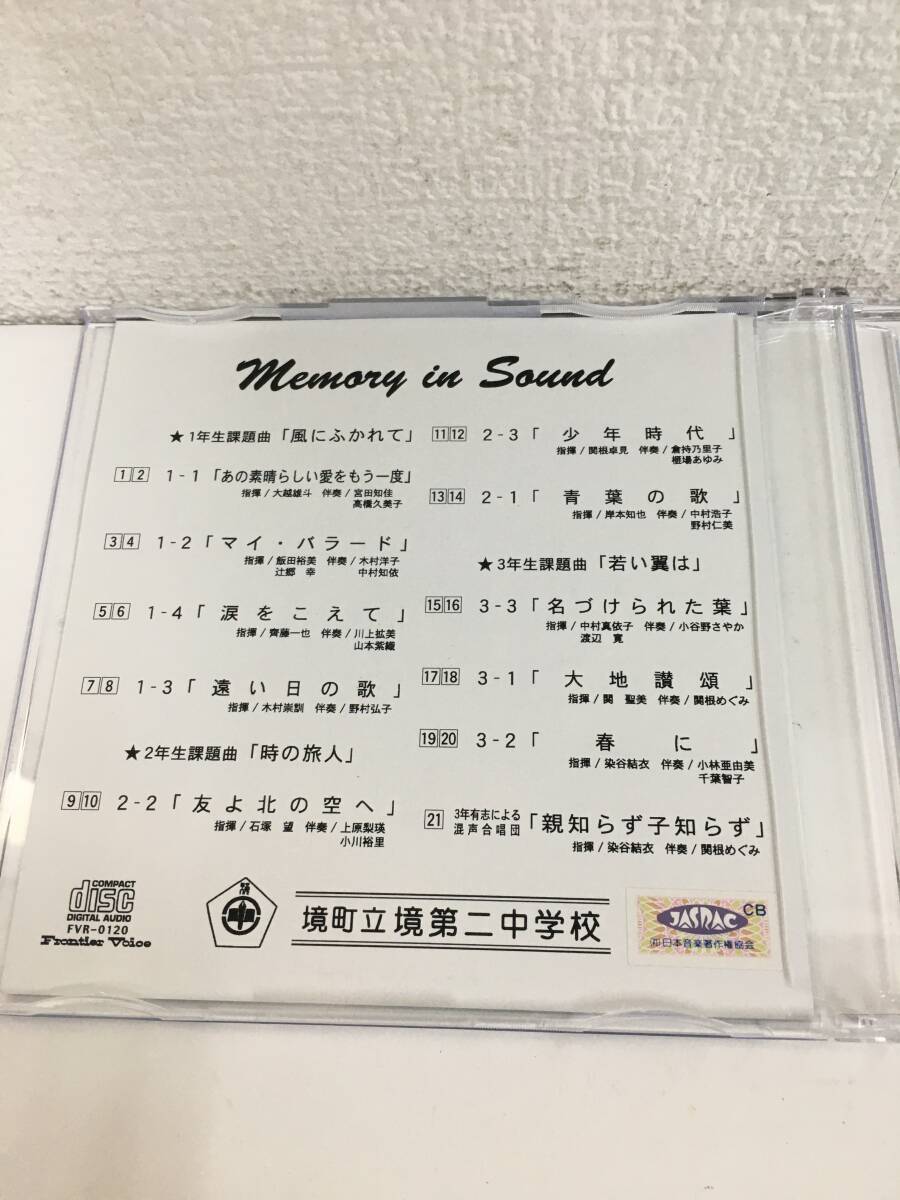 Memory in Sound
★1年生課題曲「風にふかれて」
1 2 1-1「あの素晴らしい愛をもう一度」
指揮/大越雄斗 伴奏/宮田知佳
高橋久美子
3 4 1-2「マイ・バラード」
指揮/飯田裕美 伴奏/木村洋子
辻郷 幸 中村知依
5 6 1-4「涙をこえて」
指揮/齊藤一也 伴奏/川上拡美
山本紫織
7 8 1-3「遠い日の歌」
指揮/木村崇訓 伴奏/野村弘子
★2年生課題曲「時の旅人」
9 10 2-2「友よ北の空へ」
指揮/石塚 望 伴奏/上原梨瑛
小川裕里
11 12 2-3「少年時代」
指揮/関根卓見 伴奏/倉持乃里子
棚場あゆみ
13 14 2-1「青葉の歌」
指揮/岸本知也 伴奏/中村浩子
野村仁美
★3年生課題曲「若い翼は」
15 16 3-3「名づけられた葉」
指揮/中村真依子 伴奏/小谷野さやか
渡辺 寛
17 18 3-1「大地讃頌」
指揮/関 聖美 伴奏/関根めぐみ
19 20 3-2「春に」
指揮/染谷結衣 伴奏/小林亜由美
千葉智子
21 3年有志による
混声合唱団「親知らず子知らず」
指揮/染谷結衣 伴奏/関根めぐみ
COMPACT
disc
DIGITAL AUDIO
FVR-0120
Frontier Voice
境町立境第二中学校
JASRAC
CB
㈳日本音楽著作権協会